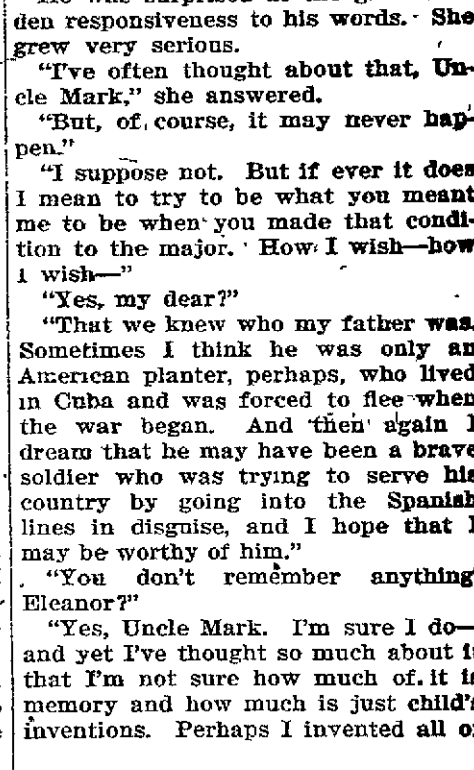 den responsiveness to his words. She
grew very serious.
"I've often thought about that, Un-
cle Mark," she answered.
"But, of course, it may never hap-
pen."
"I suppose not. But if ever it does
I mean to try to be what you meant
me to be when you made that condi-
tion to the major. How I wish—how
I wish—"
"Yes, my dear?"
"That we knew who my father was.
Sometimes I think he was only an
American planter, perhaps, who lived
in Cuba and was forced to flee when
the war began. And then again I
dream that he may have been a brave
soldier who was trying to serve his
country by going into the Spanish
lines in disguise, and I hope that I
may be worthy of him."
"You don't remember anything
Eleanor?"
"Yes, Uncle Mark. I'm sure I do—
and yet I've thought so much about it
that I'm not sure how much of it is
memory and how much is just child's
inventions. Perhaps I invented all of